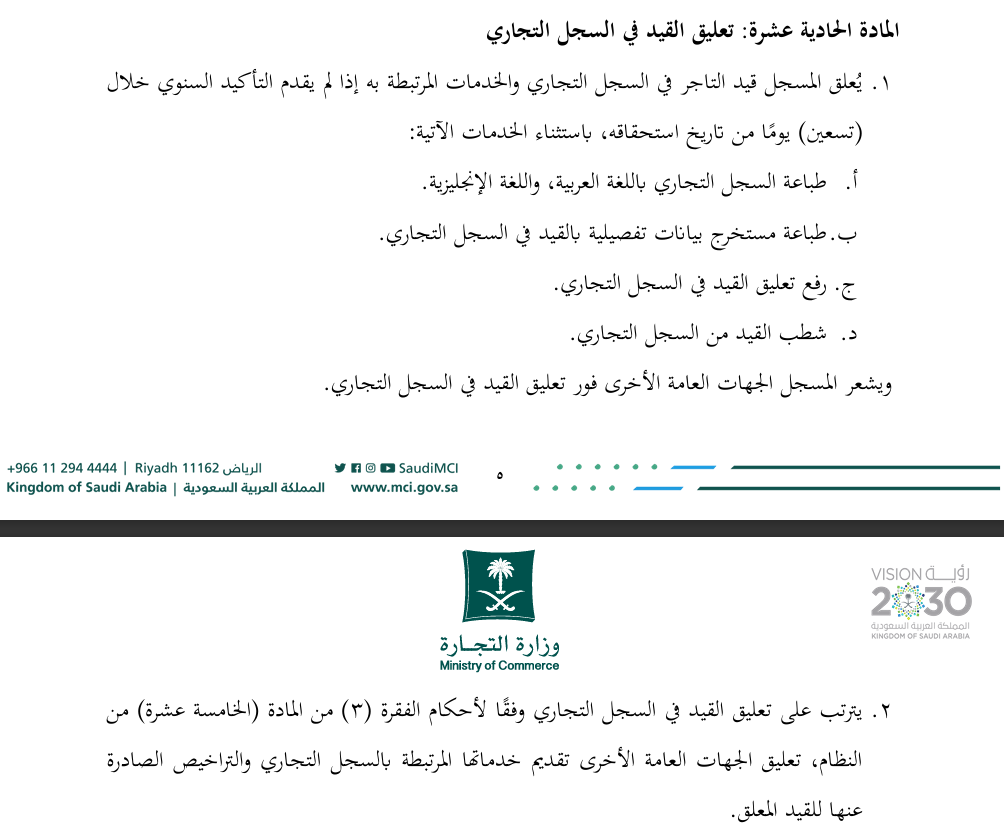 المادة الحادية عشرة: تعليق القيد في السجل التجاري
١. يُعلق المسجل قيد التاجر في السجل التجاري والخدمات المرتبطة به إذا لم يقدم التأكيد السنوي خلال
(تسعين) يومًا من تاريخ استحقاقه، باستثناء الخدمات الآتية:
أ. طباعة السجل التجاري باللغة العربية، واللغة الإنجليزية.
ب. طباعة مستخرج بيانات تفصيلية بالقيد في السجل التجاري.
ج. رفع تعليق القيد في السجل التجاري.
د. شطب القيد من السجل التجاري.
ويشعر المسجل الجهات العامة الأخرى فور تعليق القيد في السجل التجاري.
+966 11 294 4444 | Riyadh 11162 الرياض
Kingdom of Saudi Arabia | المملكة العربية السعودية
SaudiMCI
www.mci.gov.sa
٥
VISION رؤيــة
2030
المملكة العربية السعودية
KINGDOM OF SAUDI ARABIA
وزارة التجـارة
Ministry of Commerce
٢. يترتب على تعليق القيد في السجل التجاري وفقًا لأحكام الفقرة (٣) من المادة (الخامسة عشرة) من
النظام، تعليق الجهات العامة الأخرى تقديم خدماتها المرتبطة بالسجل التجاري والتراخيص الصادرة
عنها للقيد المعلق.